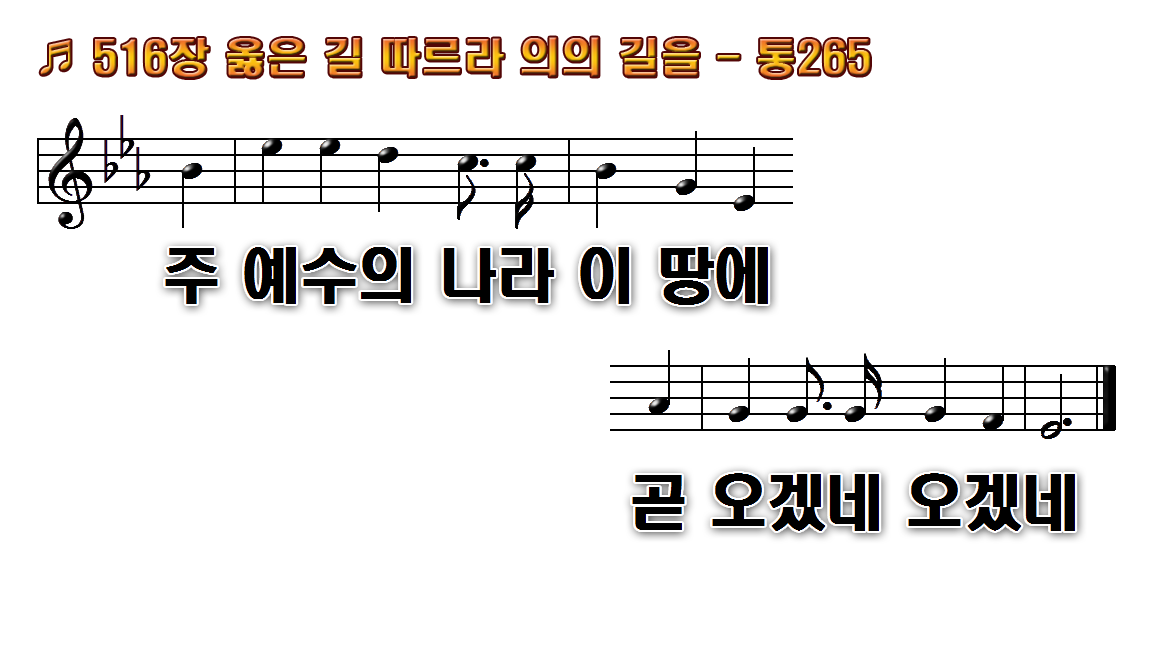 ♬ 516장 옳은 길 따르라 의의 길을 - 통265
주 예수의 나라 이 땅에
곧 오겠네 오겠네